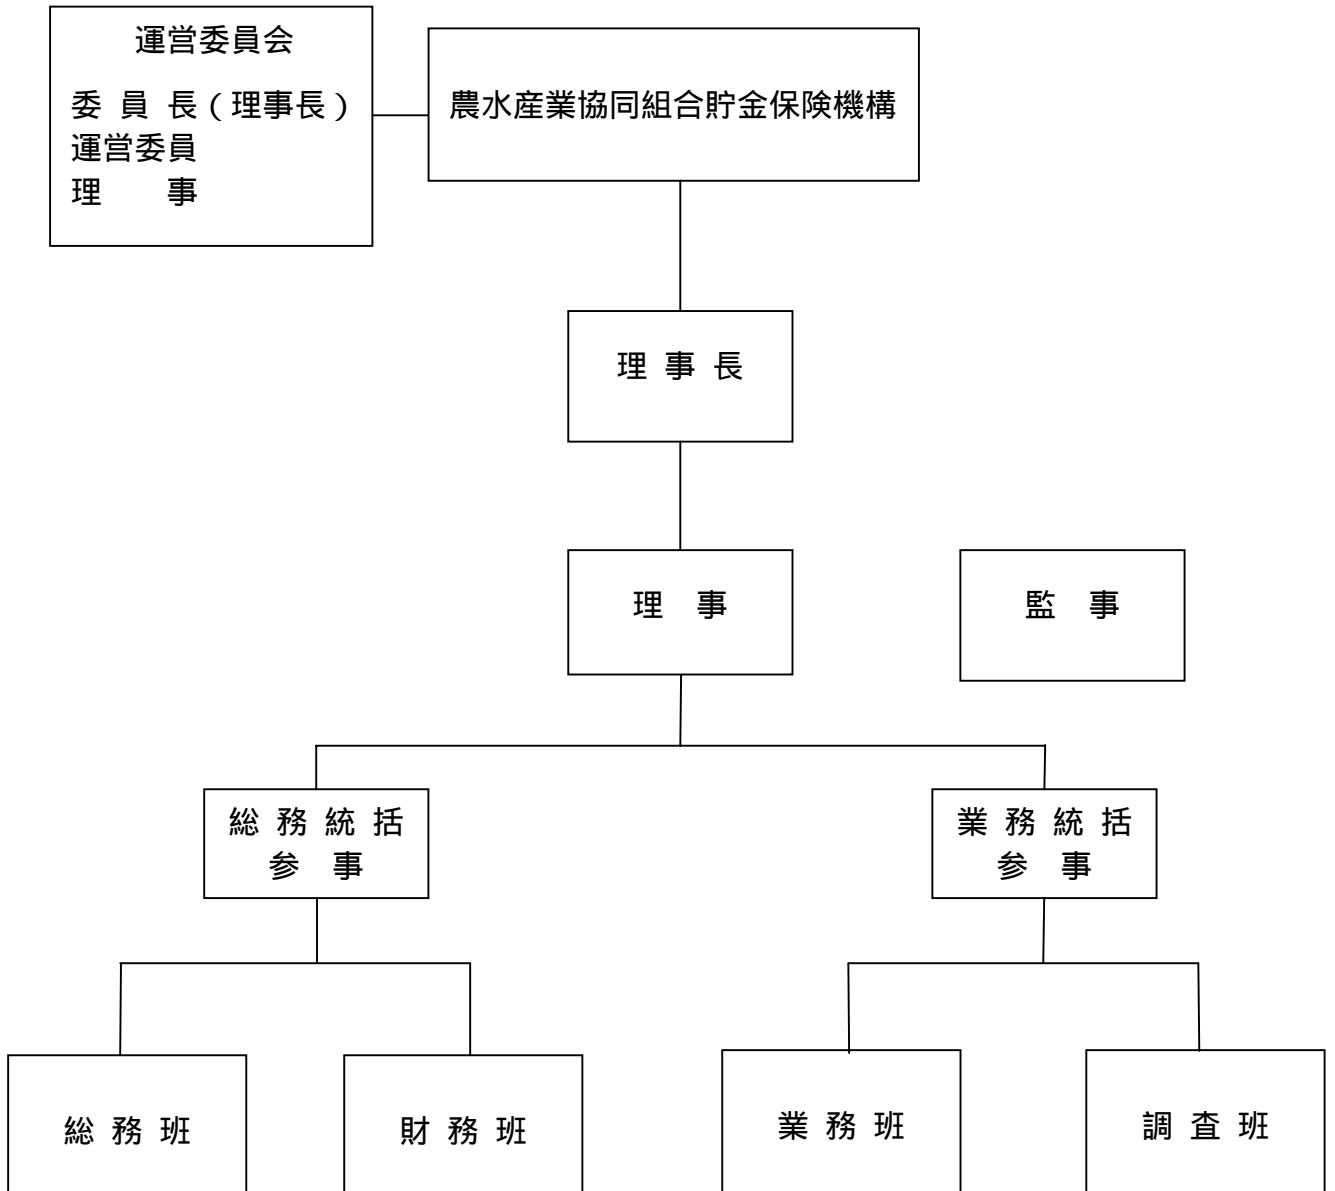 運営委員会
委 員 長（理事長）
運営委員
理　　事
農水産業協同組合貯金保険機構
理 事 長
理　事
監　事
総 務 統 括
参　事
業 務 統 括
参　事
総 務 班
財 務 班
業 務 班
調 査 班